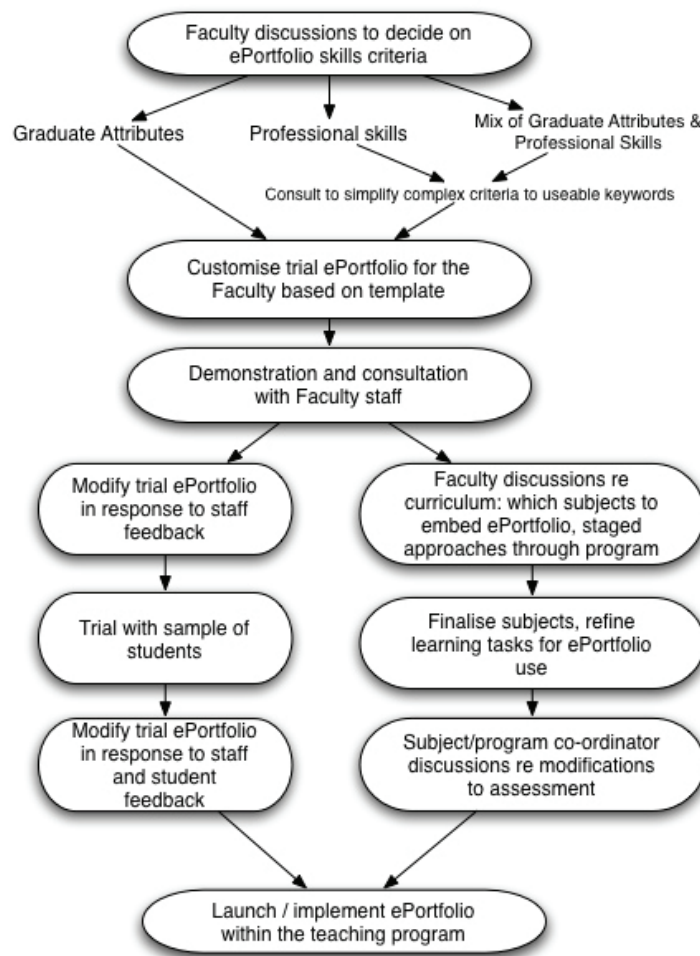 Faculty discussions to decide on
ePortfolio skills criteria
Graduate Attributes
Professional skills
Mix of Graduate Attributes &
Professional Skills
Consult to simplify complex criteria to useable keywords
Customise trial ePortfolio for the
Faculty based on template
Demonstration and consultation
with Faculty staff
Modify trial ePortfolio
in response to staff
feedback
Faculty discussions re
curriculum: which subjects to
embed ePortfolio, staged
approaches through program
Trial with sample of
students
Finalise subjects, refine
learning tasks for ePortfolio
use
Modify trial ePortfolio
in response to staff
and student
feedback
Subject/program co-ordinator
discussions re modifications
to assessment
Launch / implement ePortfolio
within the teaching program